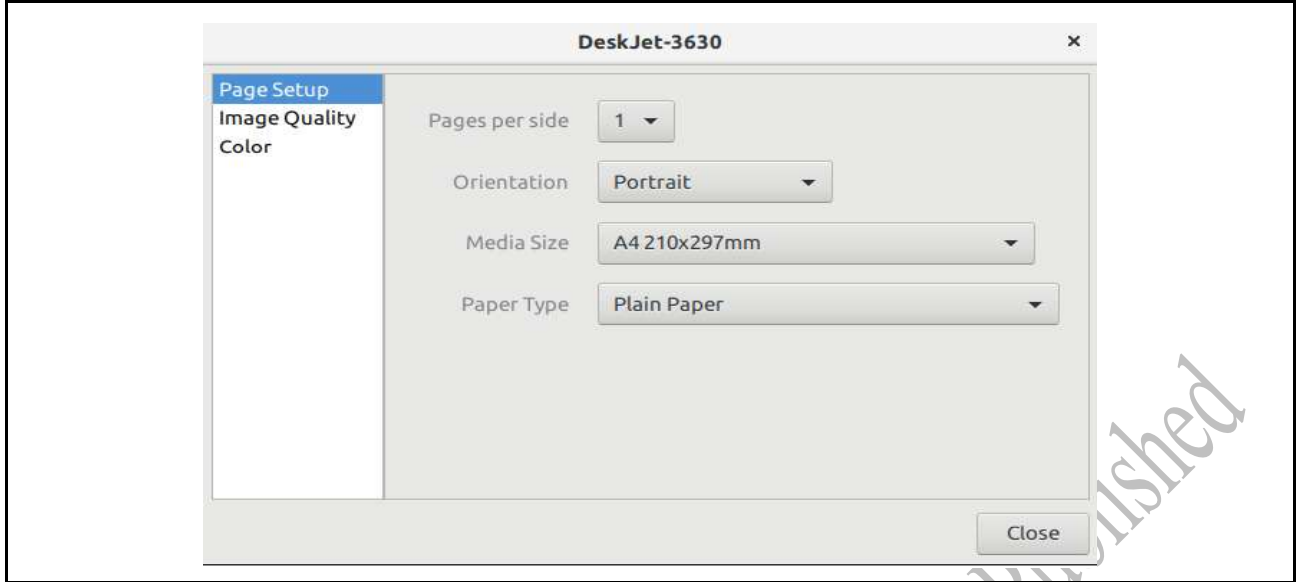 DeskJet-3630 ×
Page Setup
Image Quality
Color
Pages per side 1
Orientation Portrait
Media Size A4 210x297mm
Paper Type Plain Paper
Close